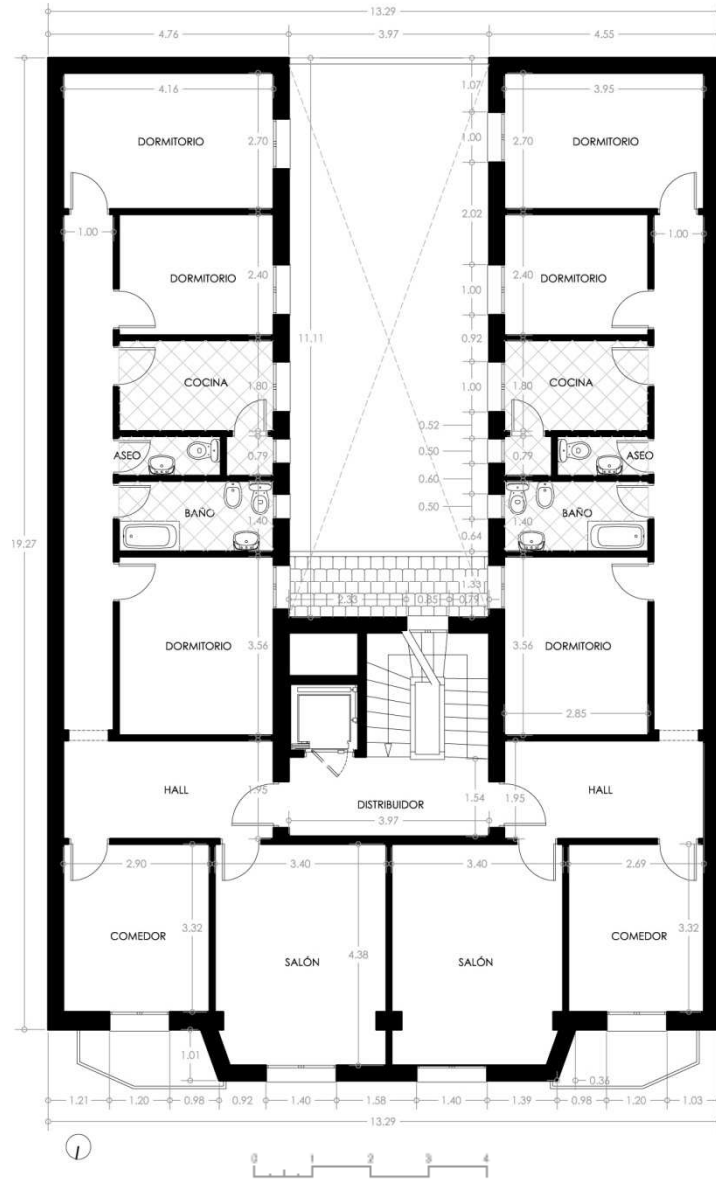 13.29
4.76 3.97 4.55
4.16 3.95
1.07
1.00
DORMITORIO 2.70 2.70 DORMITORIO
2.02
1.00 1.00
DORMITORIO 2.40 1.00 2.40 DORMITORIO
11.11 0.92
COCINA 1.80 1.00 1.80 COCINA
0.52
ASEO 0.79 0.50 0.79 ASEO
0.60
BAÑO 1.40 0.50 1.40 BAÑO
19.27
0.64
1.33
2.33 0.85 0.79
DORMITORIO 3.56 3.56 DORMITORIO
2.85
HALL 1.95 DISTRIBUIDOR 1.54 1.95 HALL
3.97
2.90 3.40 3.40 2.69
3.32 3.32
COMEDOR SALÓN 4.38 SALÓN COMEDOR
1.01
0.36
1.21 1.20 0.98 0.92 1.40 1.58 1.40 1.39 0.98 1.20 1.03
13.29
0 1 2 3 4